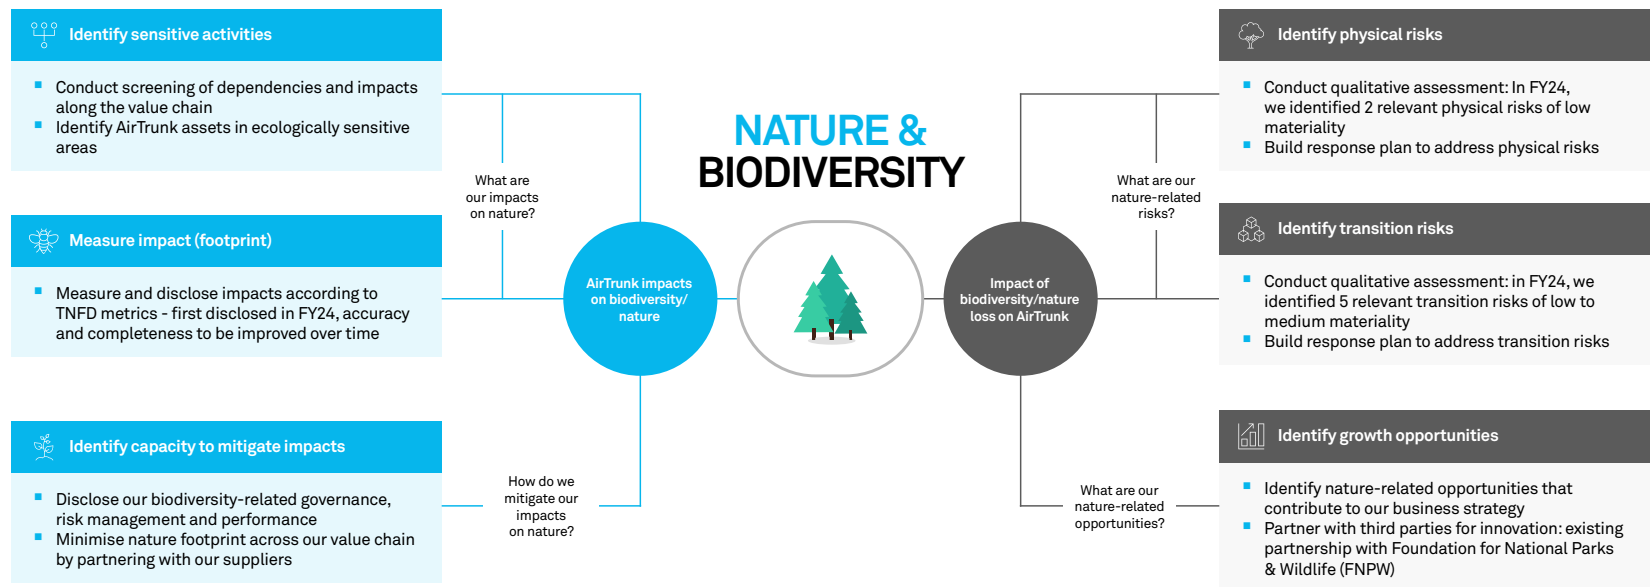 Identify sensitive activities
Conduct screening of dependencies and impacts
along the value chain
Identify AirTrunk assets in ecologically sensitive
areas
What are
our impacts
on nature?
Measure impact (footprint)
Measure and disclose impacts according to
TNFD metrics - first disclosed in FY24, accuracy
and completeness to be improved over time
Identify capacity to mitigate impacts
Disclose our biodiversity-related governance,
risk management and performance
Minimise nature footprint across our value chain
by partnering with our suppliers
How do we
mitigate our
impacts
on nature?
AirTrunk impacts
on biodiversity/
nature
NATURE &
BIODIVERSITY
Impact of
biodiversity/nature
loss on AirTrunk
What are our
nature-related
risks?
Identify physical risks
Conduct qualitative assessment: In FY24,
we identified 2 relevant physical risks of low
materiality
Build response plan to address physical risks
Identify transition risks
Conduct qualitative assessment: in FY24, we
identified 5 relevant transition risks of low to
medium materiality
Build response plan to address transition risks
What are our
nature-related
opportunities?
Identify growth opportunities
Identify nature-related opportunities that
contribute to our business strategy
Partner with third parties for innovation: existing
partnership with Foundation for National Parks
& Wildlife (FNPW)